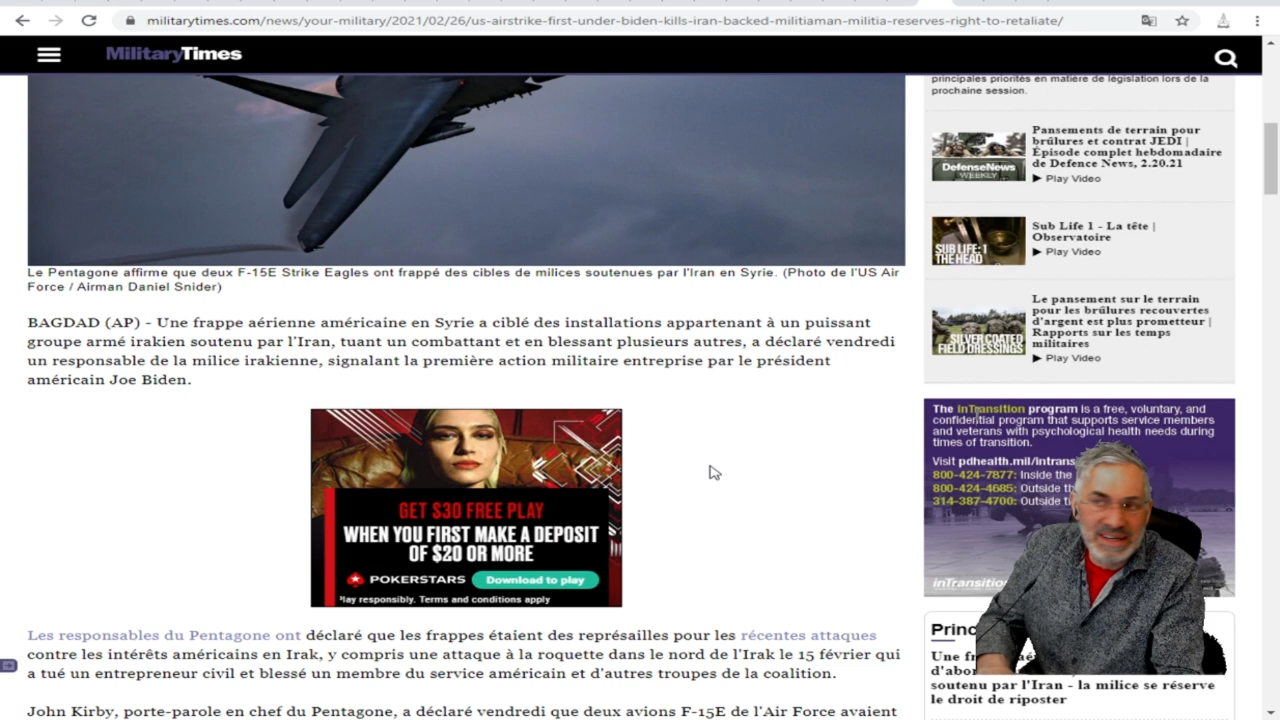 militarytimes.com/news/your-military/2021/02/26/us-airstrike-first-under-biden-kills-iran-backed-militiaman-militia-reserves-right-to-retaliate/
MilitaryTimes
Le Pentagone affirme que deux F-15E Strike Eagles ont frappé des cibles de milices soutenues par l'Iran en Syrie. (Photo de l'US Air
Force / Airman Daniel Snider)
BAGDAD (AP) - Une frappe aérienne américaine en Syrie a ciblé des installations appartenant à un puissant
groupe armé irakien soutenu par l'Iran, tuant un combattant et en blessant plusieurs autres, a déclaré vendredi
un responsable de la milice irakienne, signalant la première action militaire entreprise par le président
américain Joe Biden.
GET $30 FREE PLAY
WHEN YOU FIRST MAKE A DEPOSIT
OF $20 OR MORE
POKERSTARS
Download to play
Play responsibly. Terms and conditions apply
Les responsables du Pentagone ont déclaré que les frappes étaient des représailles pour les récentes attaques
contre les intérêts américains en Irak, y compris une attaque à la roquette dans le nord de l'Irak le 15 février qui
a tué un entrepreneur civil et blessé un membre du service américain et d'autres troupes de la coalition.
John Kirby, porte-parole en chef du Pentagone, a déclaré vendredi que deux avions F-15E de l'Air Force avaient
principales priorités en matière de législation lors de la
prochaine session.
DefenseNews
WEEKLY
Pansements de terrain pour
brûlures et contrat JEDI |
Épisode complet hebdomadaire
de Defence News, 2.20.21
Play Video
SUB LIFE: 1
THE HEAD
Sub Life 1 - La tête |
Observatoire
Play Video
SILVER COATED
FIELD DRESSINGS
Le pansement sur le terrain
pour les brûlures recouvertes
d'argent est plus prometteur |
Rapports sur les temps
militaires
Play Video
The inTransition program is a free, voluntary, and
confidential program that supports service members
and veterans with psychological health needs during
times of transition.
Visit pdhealth.mil/intrans
800-424-7877: Inside the
800-424-4685: Outside th
314-387-4700: Outside t
inTransition
Princ
Une fr
d'abo
soutenu par l'Iran - la milice se réserve
le droit de riposter